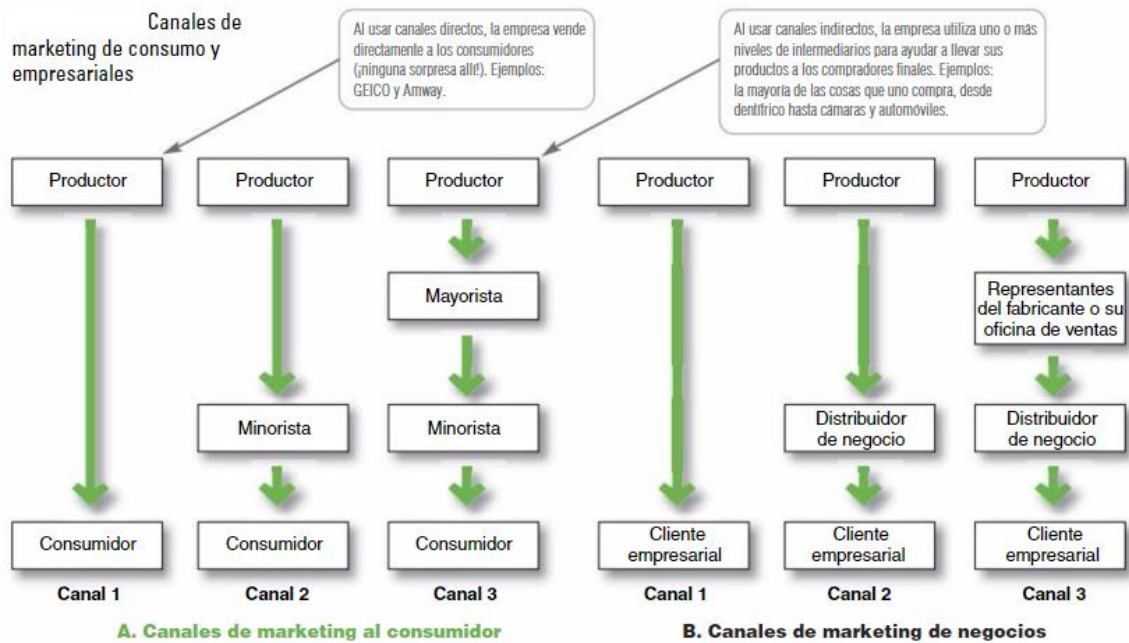 Canales de
marketing de consumo y
empresariales
Al usar canales directos, la empresa vende
directamente a los consumidores
(¡ninguna sorpresa allí!). Ejemplos:
GEICO y Amway.
Al usar canales indirectos, la empresa utiliza uno o más
niveles de intermediarios para ayudar a llevar sus
productos a los compradores finales. Ejemplos:
la mayoría de las cosas que uno compra, desde
dentífrico hasta cámaras y automóviles.
Productor
Productor
Productor
Productor
Productor
Productor
Mayorista
Representantes
del fabricante o su
oficina de ventas
Minorista
Minorista
Distribuidor
de negocio
Distribuidor
de negocio
Consumidor
Consumidor
Consumidor
Cliente
empresarial
Cliente
empresarial
Cliente
empresarial
Canal 1
Canal 2
Canal 3
Canal 1
Canal 2
Canal 3
A. Canales de marketing al consumidor
B. Canales de marketing de negocios